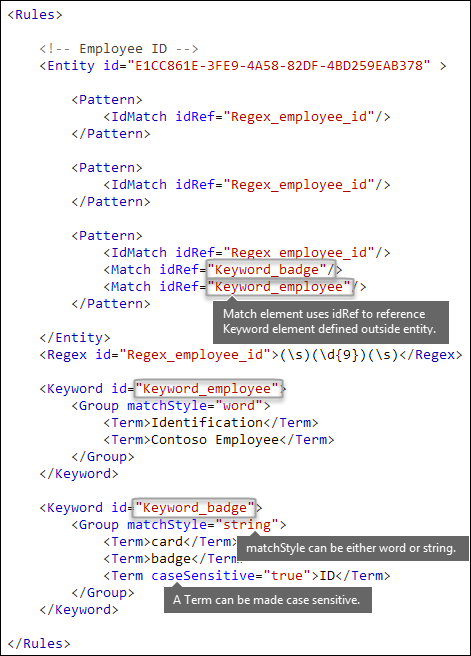 <Rules>
<!-- Employee ID -->
<Entity id="E1CC861E-3FE9-4A58-82DF-4BD259EAB378" >
<Pattern>
<IdMatch idRef="Regex_employee_id"/>
</Pattern>
<Pattern>
<IdMatch idRef="Regex_employee_id"/>
</Pattern>
<Pattern>
<IdMatch idRef="Regex_employee_id"/>
<Match idRef="Keyword_badge"/>
<Match idRef="Keyword_employee"/>
</Pattern>
Match element uses idRef to reference
Keyword element defined outside entity.
</Entity>
<Regex id="Regex_employee_id">(\s)(\d{9})(\s)</Regex>
<Keyword id="Keyword_employee">
<Group matchStyle="word">
<Term>Identification</Term>
<Term>Contoso Employee</Term>
</Group>
</Keyword>
<Keyword id="Keyword_badge">
<Group matchStyle="string">
<Term>card</Term>
matchStyle can be either word or string.
<Term>badge</Term>
<Term caseSensitive="true">ID</Term>
</Group>
A Term can be made case sensitive.
</Keyword>
</Rules>